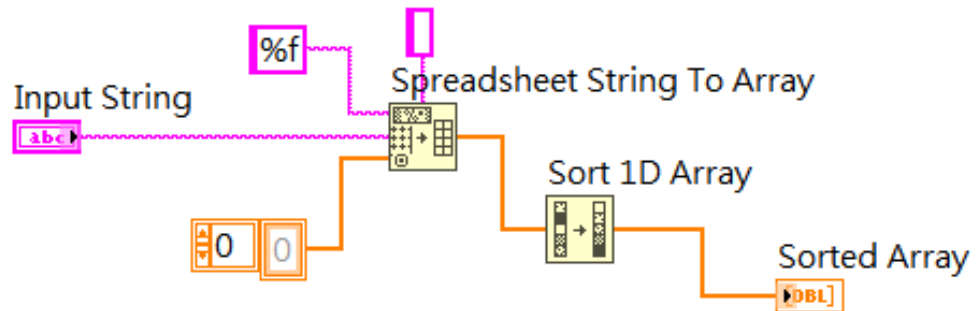 %f
Spreadsheet String To Array
Input String
abc
Sort 1D Array
0
0
Sorted Array
DBL]